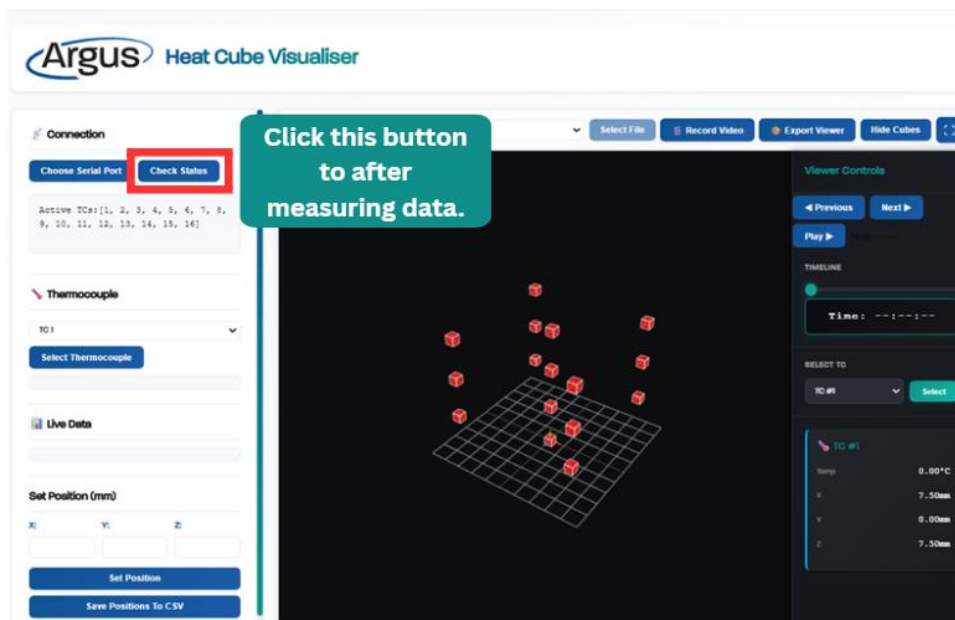 Argus Heat Cube Visualiser
Connection
Choose Serial Port Check Status
Active TCs:[1, 2, 3, 4, 5, 6, 7, 8,
9, 10, 11, 12, 13, 14, 15, 16]
Thermocouple
TC 1
Select Thermocouple
Live Data
Set Position (mm)
X: Y: Z:
Set Position
Save Positions To CSV
Click this button
to after
measuring data.
Select File Record Video Export Viewer Hide Cubes
Viewer Controls
◀ Previous Next ▶
Play ▶
TIMELINE
Time: --:--:--
SELECT TC
TC #1 Select
TC #1
Temp 0.00°C
X 7.50mm
Y 0.00mm
Z 7.50mm